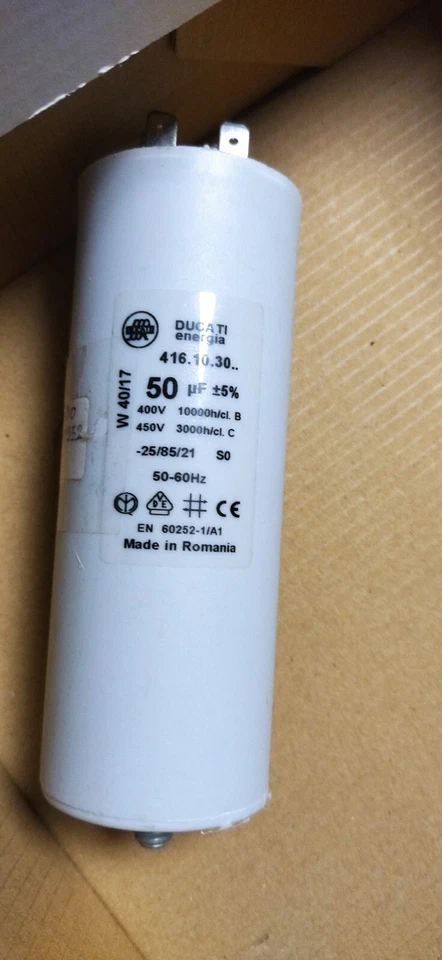 DUCATI
energia
416.10.30..
50 µF ±5%
400V 10000h/cl. B
450V 3000h/cl. C
-25/85/21 S0
50-60Hz
W 40/17
VDE CE
EN 60252-1/A1
Made in Romania